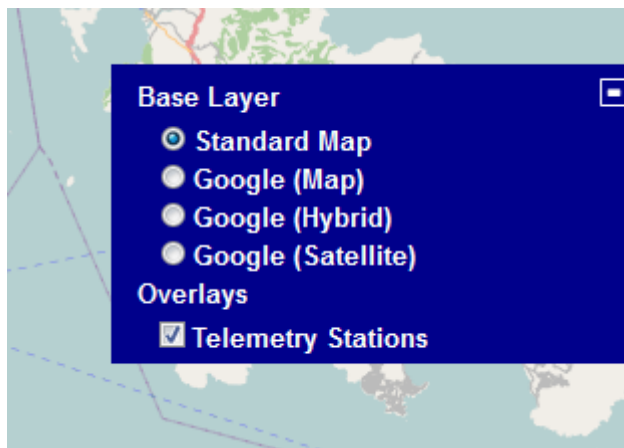 Base Layer
Standard Map
Google (Map)
Google (Hybrid)
Google (Satellite)
Overlays
Telemetry Stations